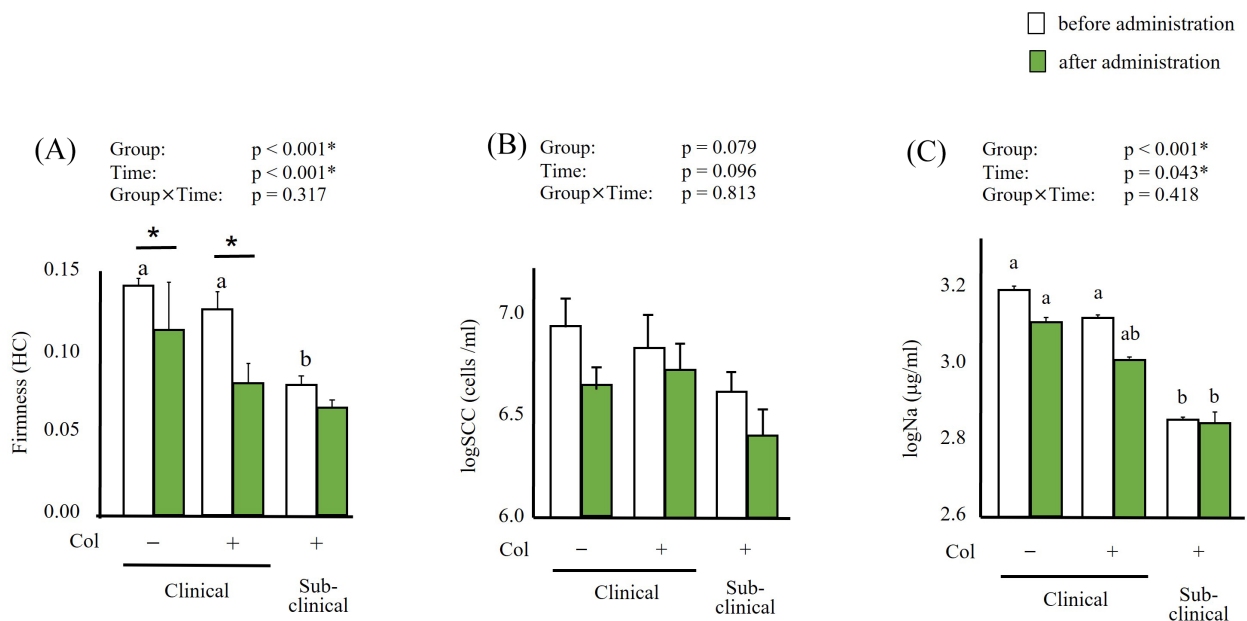 before administration
after administration
(A)
Group: p < 0.001*
Time: p < 0.001*
Group×Time: p = 0.317
* *
a a b
0.15
0.10
0.05
0.00
Firmness (HC)
Col − + +
Clinical
Sub-
clinical
(B)
Group: p = 0.079
Time: p = 0.096
Group×Time: p = 0.813
7.0
6.5
6.0
logSCC (cells /ml)
− + +
Clinical
Sub-
clinical
(C)
Group: p < 0.001*
Time: p = 0.043*
Group×Time: p = 0.418
a a a ab b b
3.2
3.0
2.8
2.6
logNa (μg/ml)
Col − + +
Clinical
Sub-
clinical